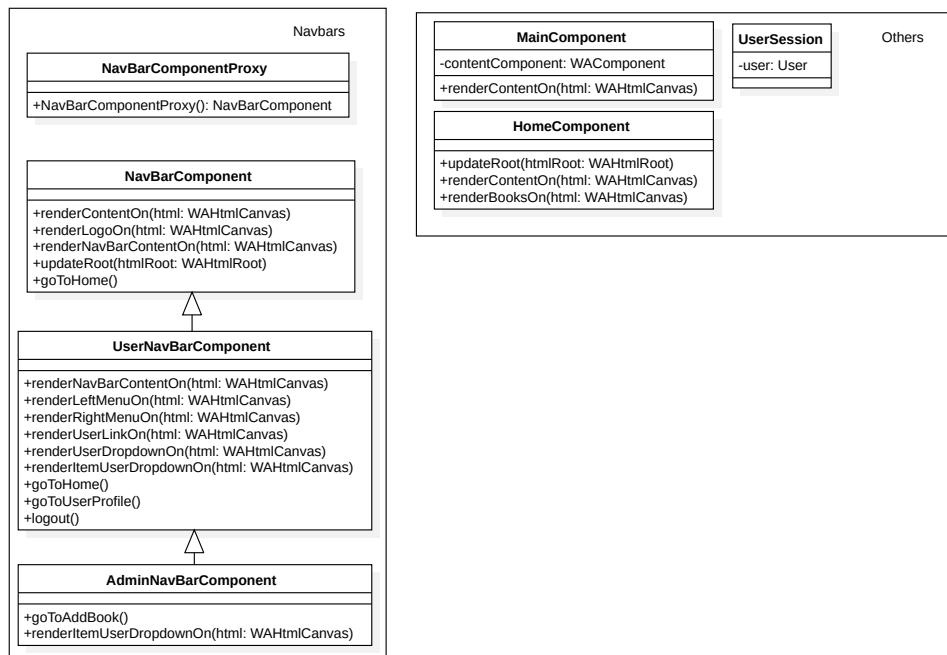 Navbars
NavBarComponentProxy
+NavBarComponentProxy(): NavBarComponent
NavBarComponent
+renderContentOn(html: WAHtmlCanvas)
+renderLogoOn(html: WAHtmlCanvas)
+renderNavBarContentOn(html: WAHtmlCanvas)
+updateRoot(htmlRoot: WAHtmlRoot)
+goToHome()
UserNavBarComponent
+renderNavBarContentOn(html: WAHtmlCanvas)
+renderLeftMenuOn(html: WAHtmlCanvas)
+renderRightMenuOn(html: WAHtmlCanvas)
+renderUserLinkOn(html: WAHtmlCanvas)
+renderUserDropdownOn(html: WAHtmlCanvas)
+renderItemUserDropdownOn(html: WAHtmlCanvas)
+goToHome()
+goToUserProfile()
+logout()
AdminNavBarComponent
+goToAddBook()
+renderItemUserDropdownOn(html: WAHtmlCanvas)
Others
MainComponent
-contentComponent: WAComponent
+renderContentOn(html: WAHtmlCanvas)
UserSession
-user: User
HomeComponent
+updateRoot(htmlRoot: WAHtmlRoot)
+renderContentOn(html: WAHtmlCanvas)
+renderBooksOn(html: WAHtmlCanvas)